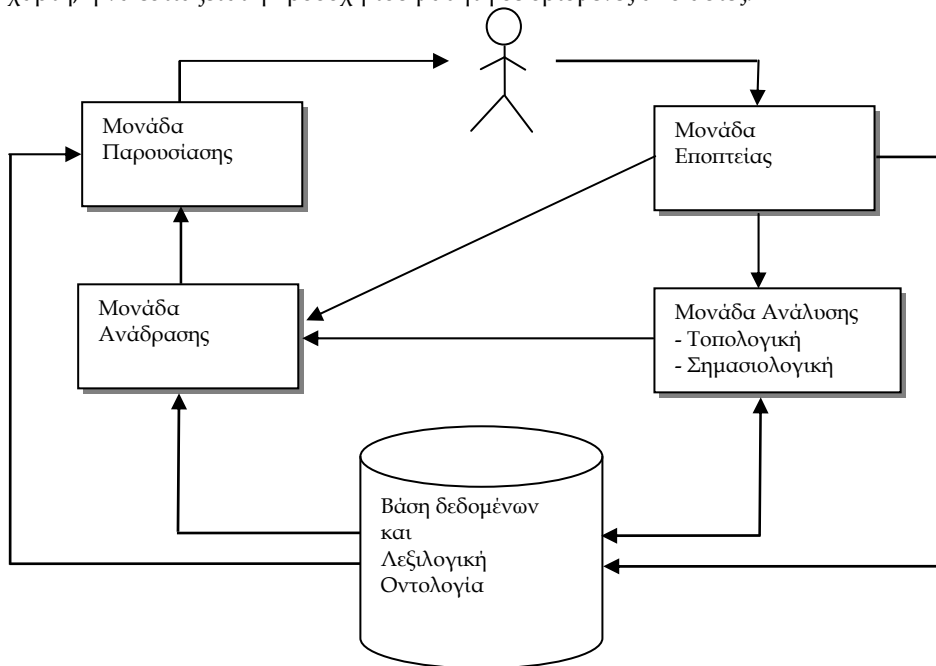 Μονάδα
Παρουσίασης
Μονάδα
Εποπτείας
Μονάδα
Ανάδρασης
Μονάδα Ανάλυσης
- Τοπολογική
- Σημασιολογική
Βάση δεδομένων
και
Λεξιλογική
Οντολογία